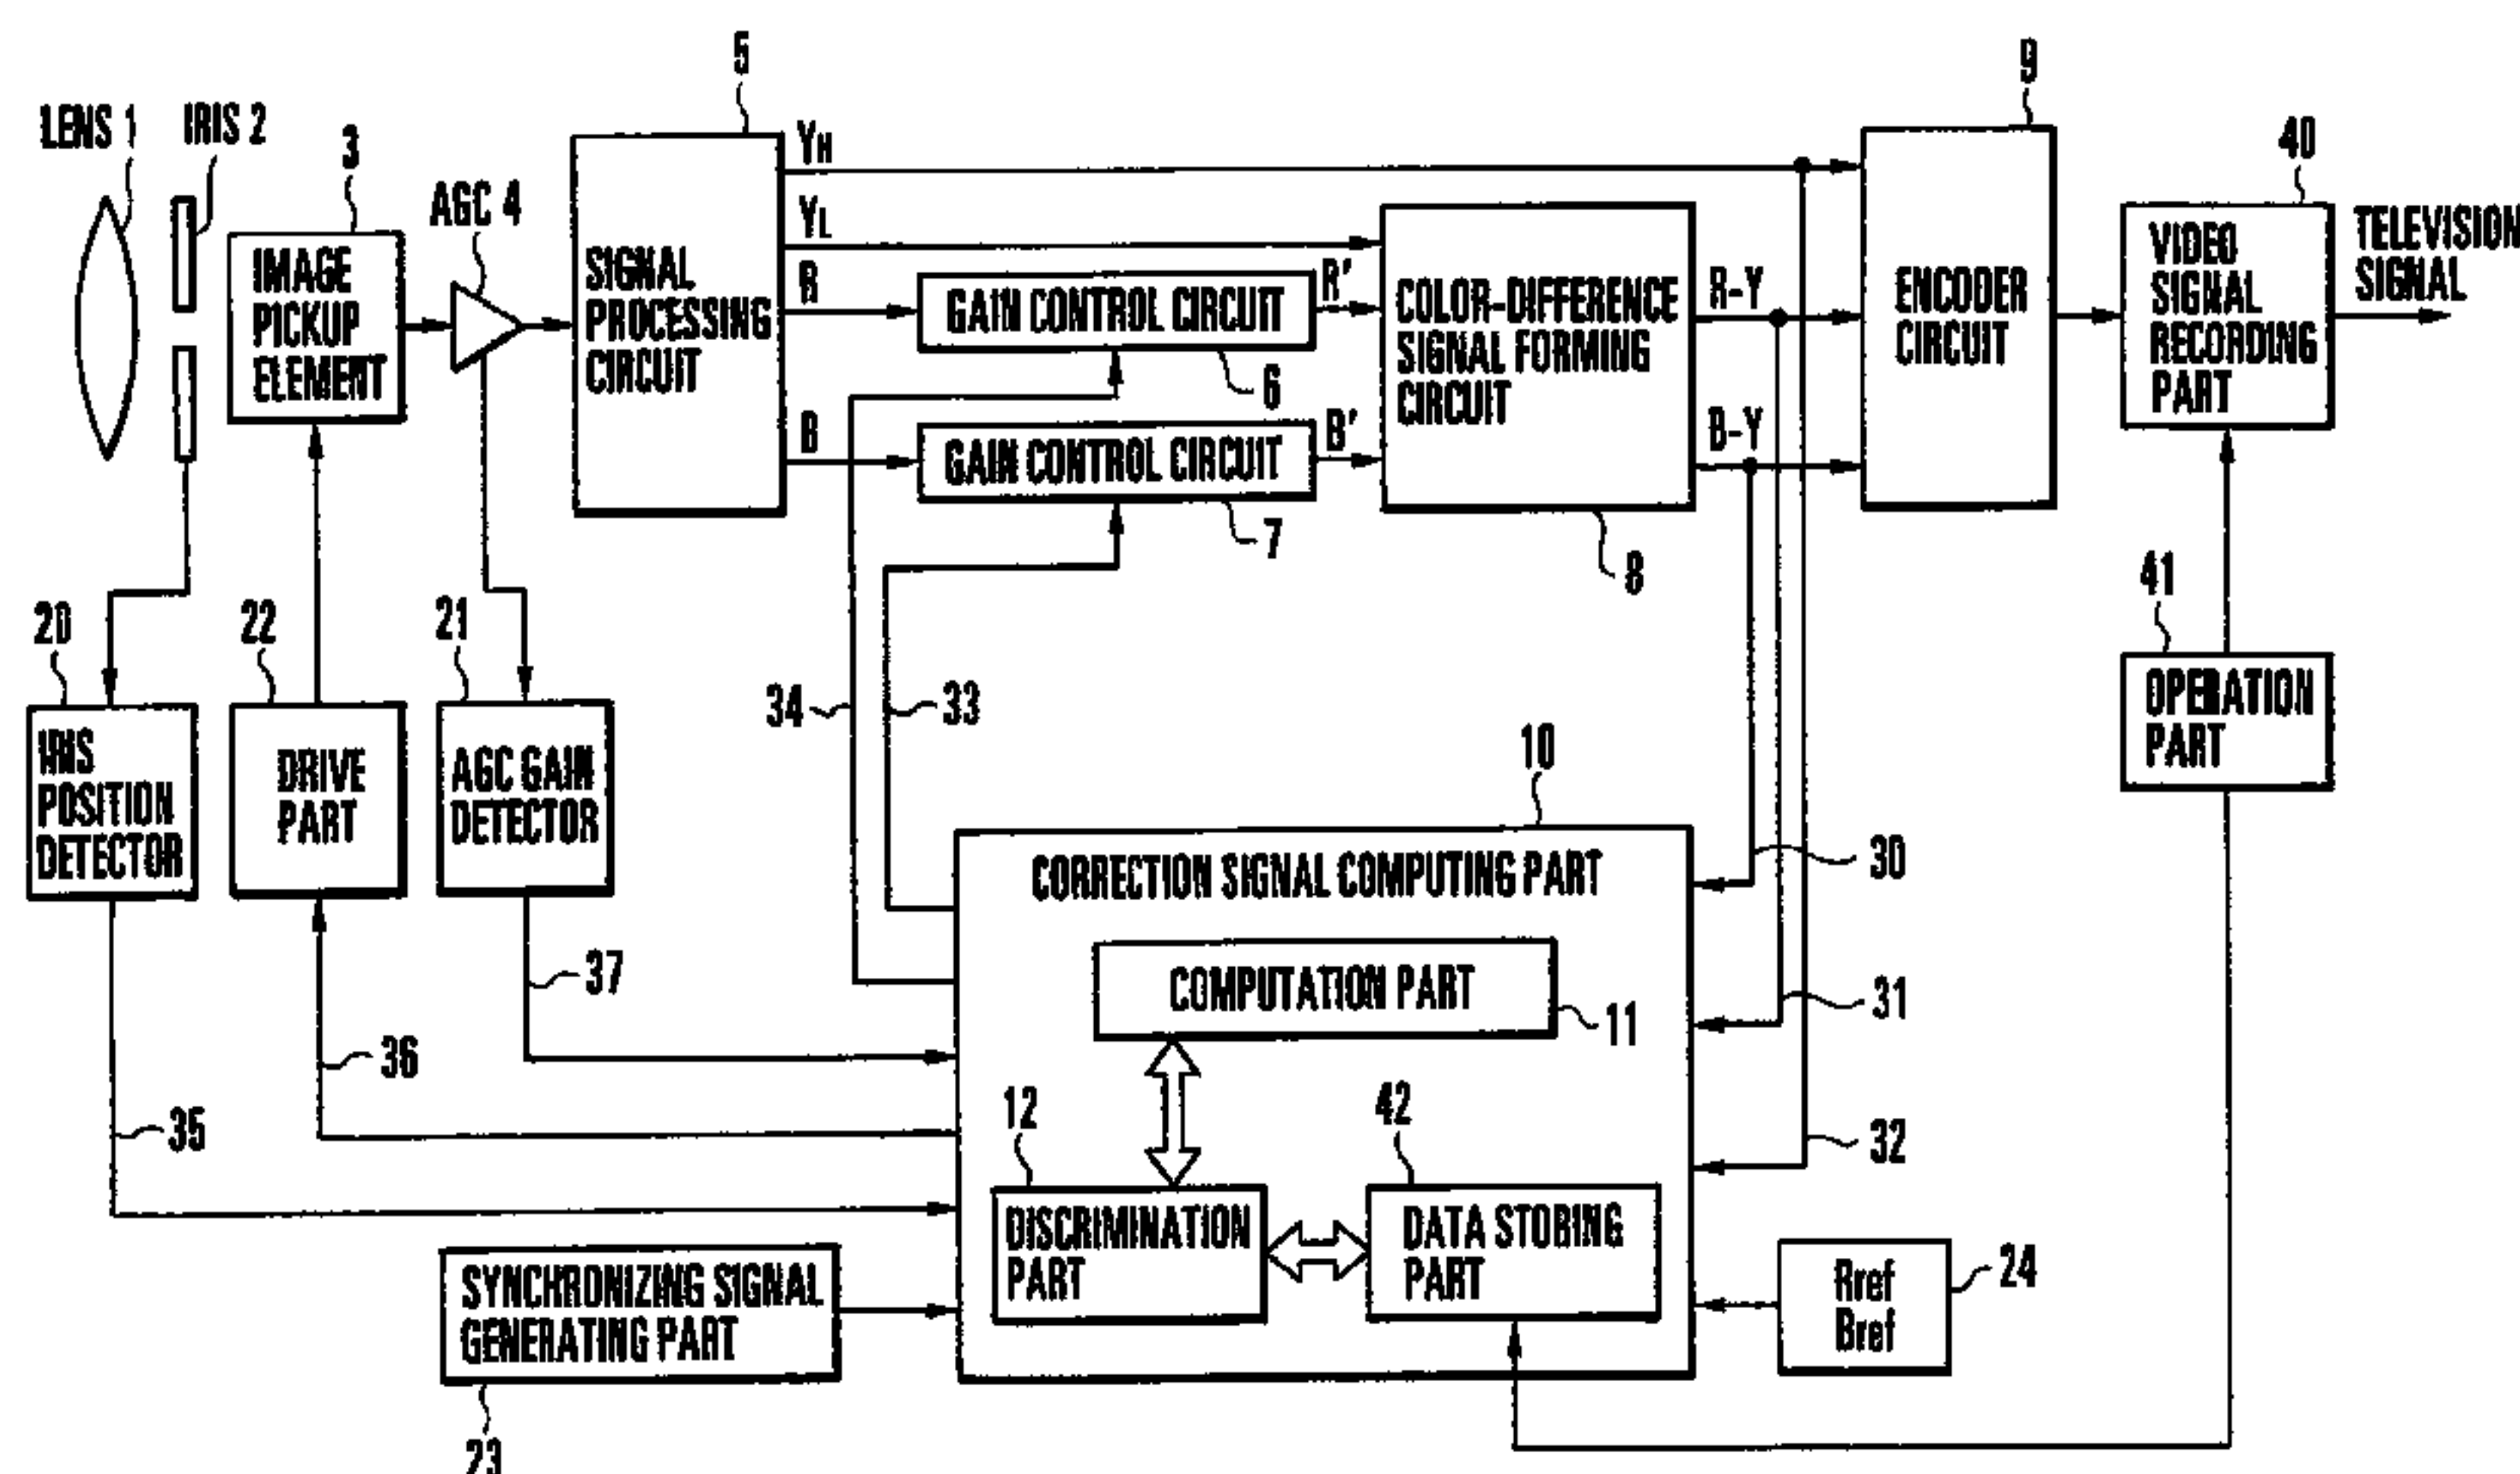 5
9
LENS 1
IRIS 2
3
AGC 4
40
YH
YL
R
B
IMAGE
PICKUP
ELEMENT
SIGNAL
PROCESSING
CIRCUIT
GAIN CONTROL CIRCUIT
R'
6
GAIN CONTROL CIRCUIT
B'
7
COLOR-DIFFERENCE
SIGNAL FORMING
CIRCUIT
8
R-Y
B-Y
ENCODER
CIRCUIT
VIDEO
SIGNAL
RECORDING
PART
TELEVISION
SIGNAL
20
22
21
41
IRIS
POSITION
DETECTOR
DRIVE
PART
AGC GAIN
DETECTOR
34
33
OPERATION
PART
10
CORRECTION SIGNAL COMPUTING PART
30
COMPUTATION PART
11
31
37
36
35
12
42
32
DISCRIMINATION
PART
DATA STOBING
PART
SYNCHRONIZING SIGNAL
GENERATING PART
23
Rref
Bref
24